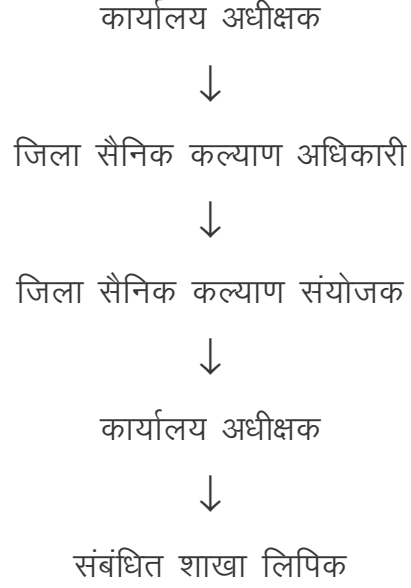 कार्यालय अधीक्षक
↓
जिला सैनिक कल्याण अधिकारी
↓
जिला सैनिक कल्याण संयोजक
↓
कार्यालय अधीक्षक
↓
संबंधित शाखा लिपिक